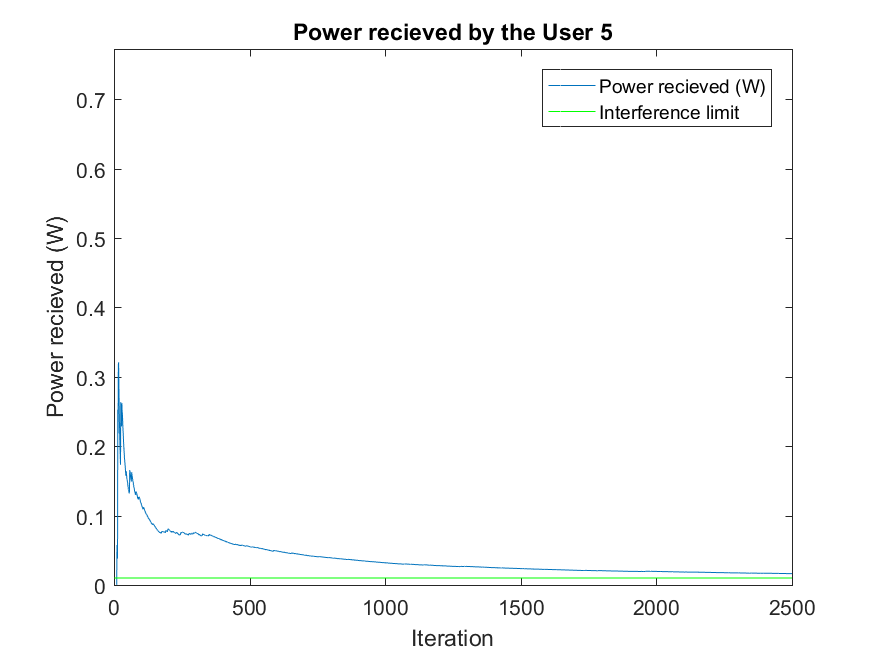 Power recieved by the User 5
Power recieved (W)
Interference limit
0.7
0.6
0.5
0.4
0.3
0.2
0.1
0
Power recieved (W)
0 500 1000 1500 2000 2500
Iteration